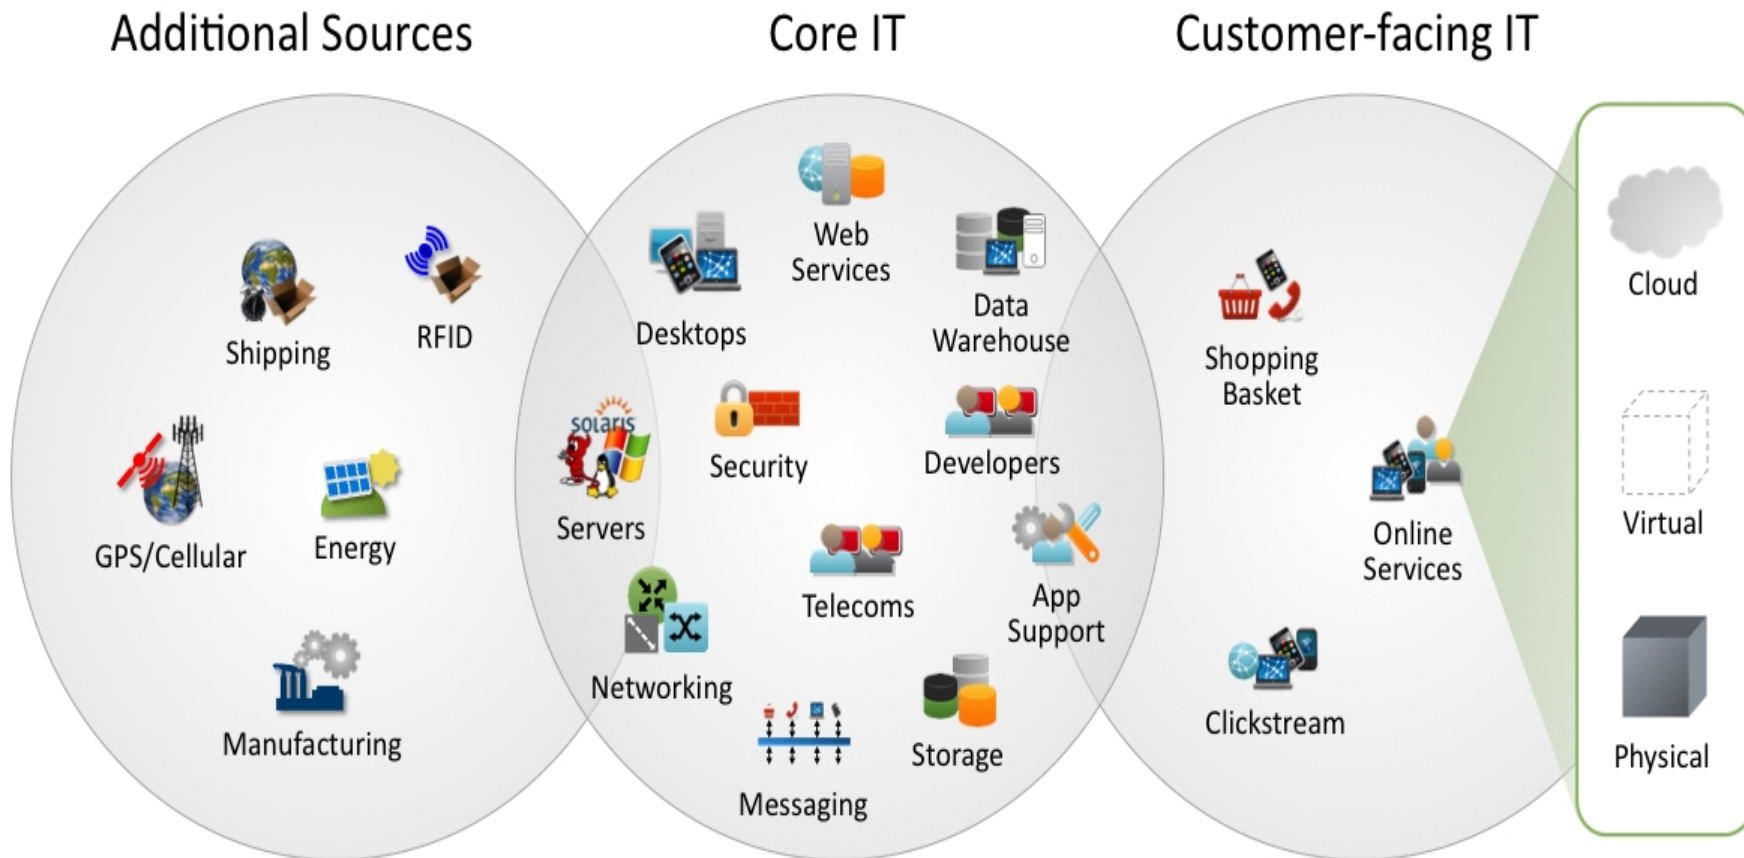 Additional Sources
Core IT
Customer-facing IT
Shipping
RFID
GPS/Cellular
Energy
Manufacturing
Desktops
Web
Services
Data
Warehouse
SOLARIS
Servers
Security
Developers
Telecoms
App
Support
Networking
Messaging
Storage
Shopping
Basket
Online
Services
Clickstream
Cloud
Virtual
Physical